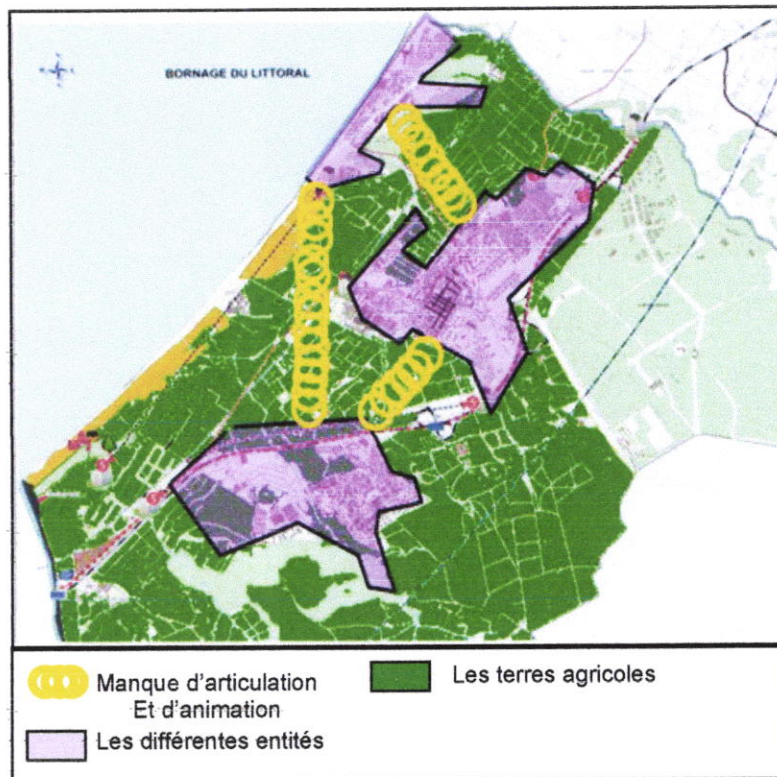 BORNAGE DU LITTORAL
Manque d'articulation
Et d'animation
Les terres agricoles
Les différentes entités